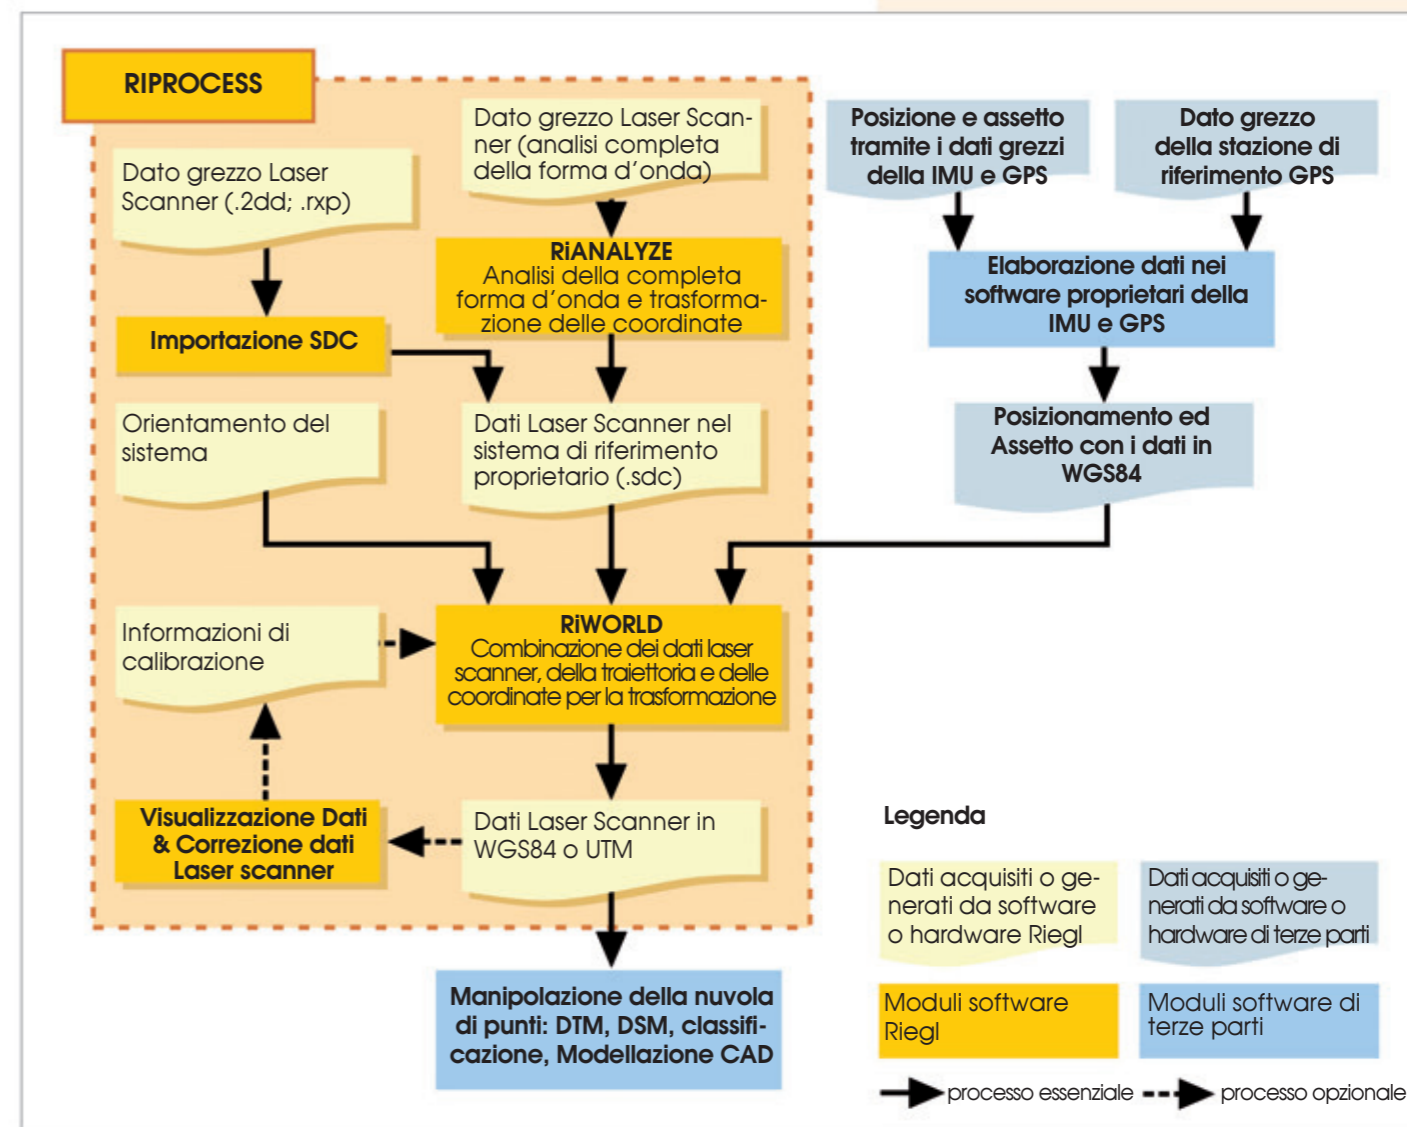 RIPROCESS
Dato grezzo Laser
Scanner (.2dd; .rxp)
Dato grezzo Laser Scan-
ner (analisi completa
della forma d'onda)
Posizione e assetto
tramite i dati grezzi
della IMU e GPS
Dato grezzo
della stazione di
riferimento GPS
RiANALYZE
Analisi della completa
forma d'onda e trasforma-
zione delle coordinate
Elaborazione dati nei
software proprietari della
IMU e GPS
Importazione SDC
Orientamento del
sistema
Dati Laser Scanner nel
sistema di riferimento
proprietario (.sdc)
Posizionamento ed
Assetto con i dati in
WGS84
Informazioni di
calibrazione
RiWORLD
Combinazione dei dati laser
scanner, della traiettoria e delle
coordinate per la trasformazione
Visualizzazione Dati
& Correzione dati
Laser scanner
Dati Laser Scanner in
WGS84 o UTM
Manipolazione della nuvola
di punti: DTM, DSM, classifi-
cazione, Modellazione CAD
Legenda
Dati acquisiti o ge-
nerati da software
o hardware Riegl
Dati acquisiti o ge-
nerati da software o
hardware di terze parti
Moduli software
Riegl
Moduli software di
terze parti
processo essenziale
processo opzionale